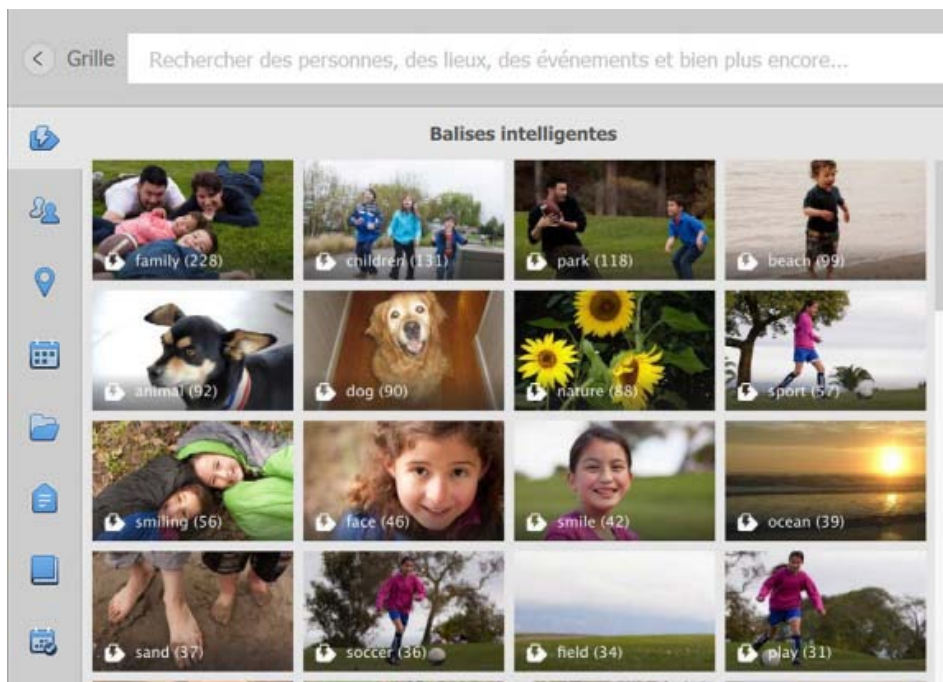 Grille
Rechercher des personnes, des lieux, des événements et bien plus encore...
Balises intelligentes
family (228)
children (131)
park (118)
beach (99)
animal (92)
dog (90)
nature (88)
sport (57)
smiling (56)
face (46)
smile (42)
ocean (39)
sand (37)
soccer (36)
field (34)
play (31)